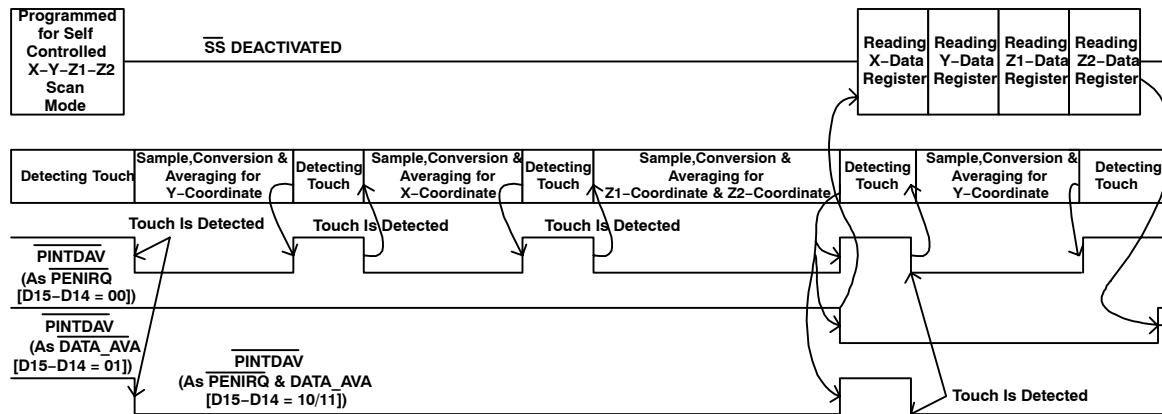 Programmed
for Self
Controlled
X−Y−Z1−Z2
Scan
Mode
SS DEACTIVATED
Reading
X−Data
Register
Reading
Y−Data
Register
Reading
Z1−Data
Register
Reading
Z2−Data
Register
Detecting Touch
Sample,Conversion &
Averaging for
Y−Coordinate
Detecting
Touch
Sample,Conversion &
Averaging for
X−Coordinate
Detecting
Touch
Sample,Conversion &
Averaging for
Z1−Coordinate & Z2−Coordinate
Detecting
Touch
Sample,Conversion &
Averaging for
Y−Coordinate
Detecting
Touch
Touch Is Detected
Touch Is Detected
Touch Is Detected
PINTDAV
(As PENIRQ
[D15−D14 = 00])
PINTDAV
(As DATA_AVA
[D15−D14 = 01])
PINTDAV
(As PENIRQ & DATA_AVA
[D15−D14 = 10/11])
Touch Is Detected